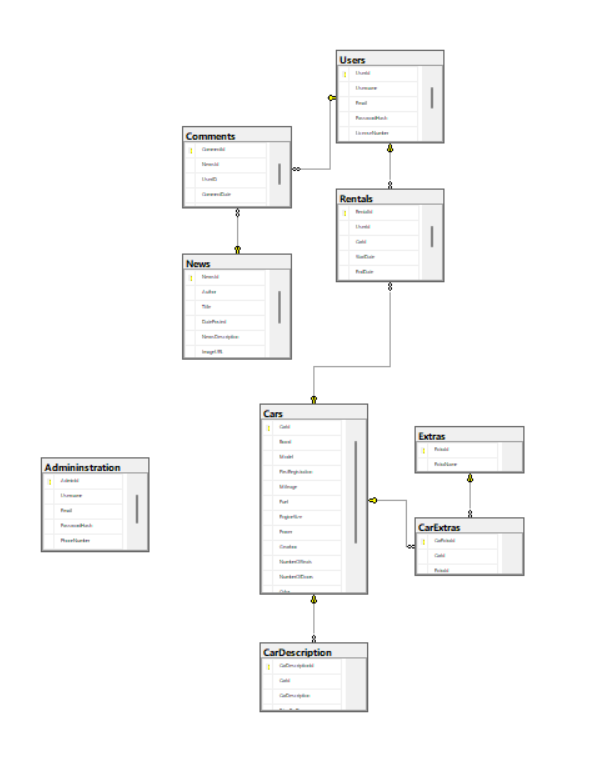 Users
UserId
Username
Email
PasswordHash
LicenseNumber
Comments
CommentId
NewsId
UserID
CommentDate
Rentals
RentalId
UserId
CarId
StartDate
EndDate
News
NewsId
Author
Title
DatePosted
NewsDescription
ImageURL
Cars
CarId
Brand
Model
FirstRegistration
Mileage
Fuel
EngineSize
Power
Gearbox
NumberOfSeats
NumberOfDoors
Color
Extras
ExtraId
ExtraName
Admininstration
AdminId
Username
Email
PasswordHash
PhoneNumber
CarExtras
CarExtraId
CarId
ExtraId
CarDescription
CarDescriptionId
CarId
CarDescription